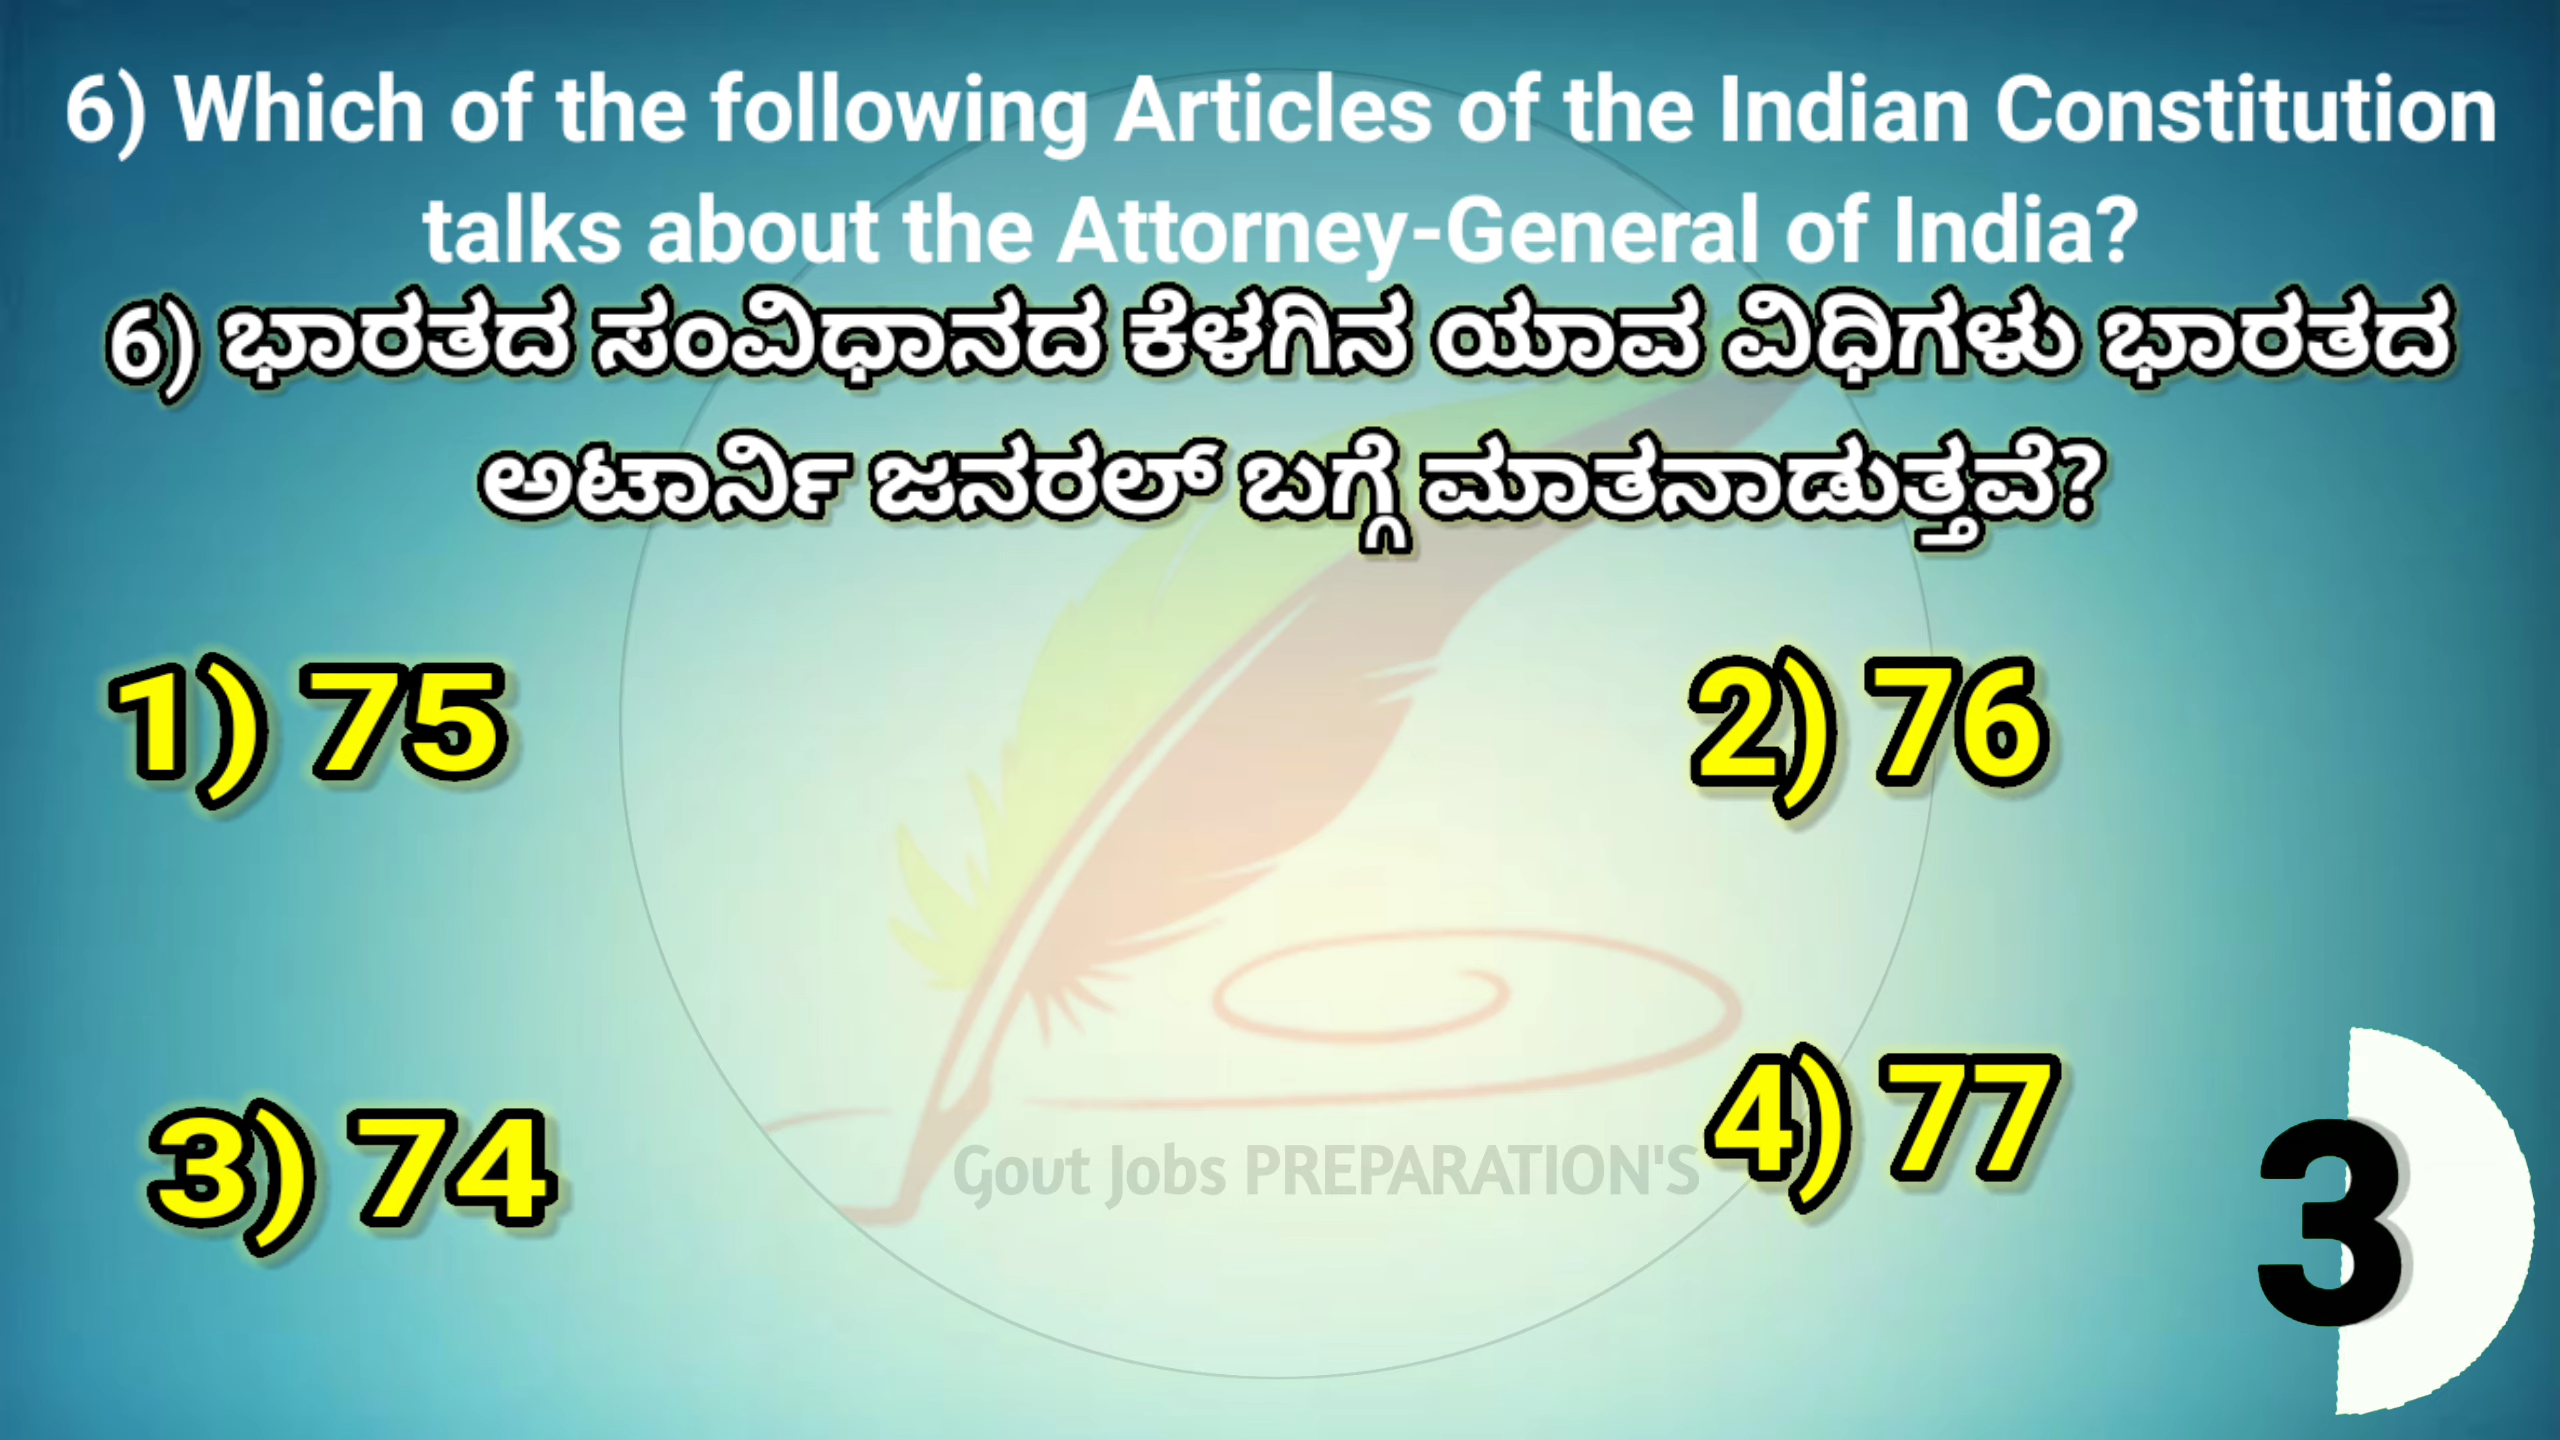 6) Which of the following Articles of the Indian Constitution
talks about the Attorney-General of India?
6) ಭಾರತದ ಸಂವಿಧಾನದ ಕೆಳಗಿನ ಯಾವ ವಿಧಿಗಳು ಭಾರತದ
ಅಟಾರ್ನಿ ಜನರಲ್ ಬಗ್ಗೆ ಮಾತನಾಡುತ್ತವೆ?
1) 75
2) 76
3) 74
4) 77
Govt Jobs PREPARATION'S
3